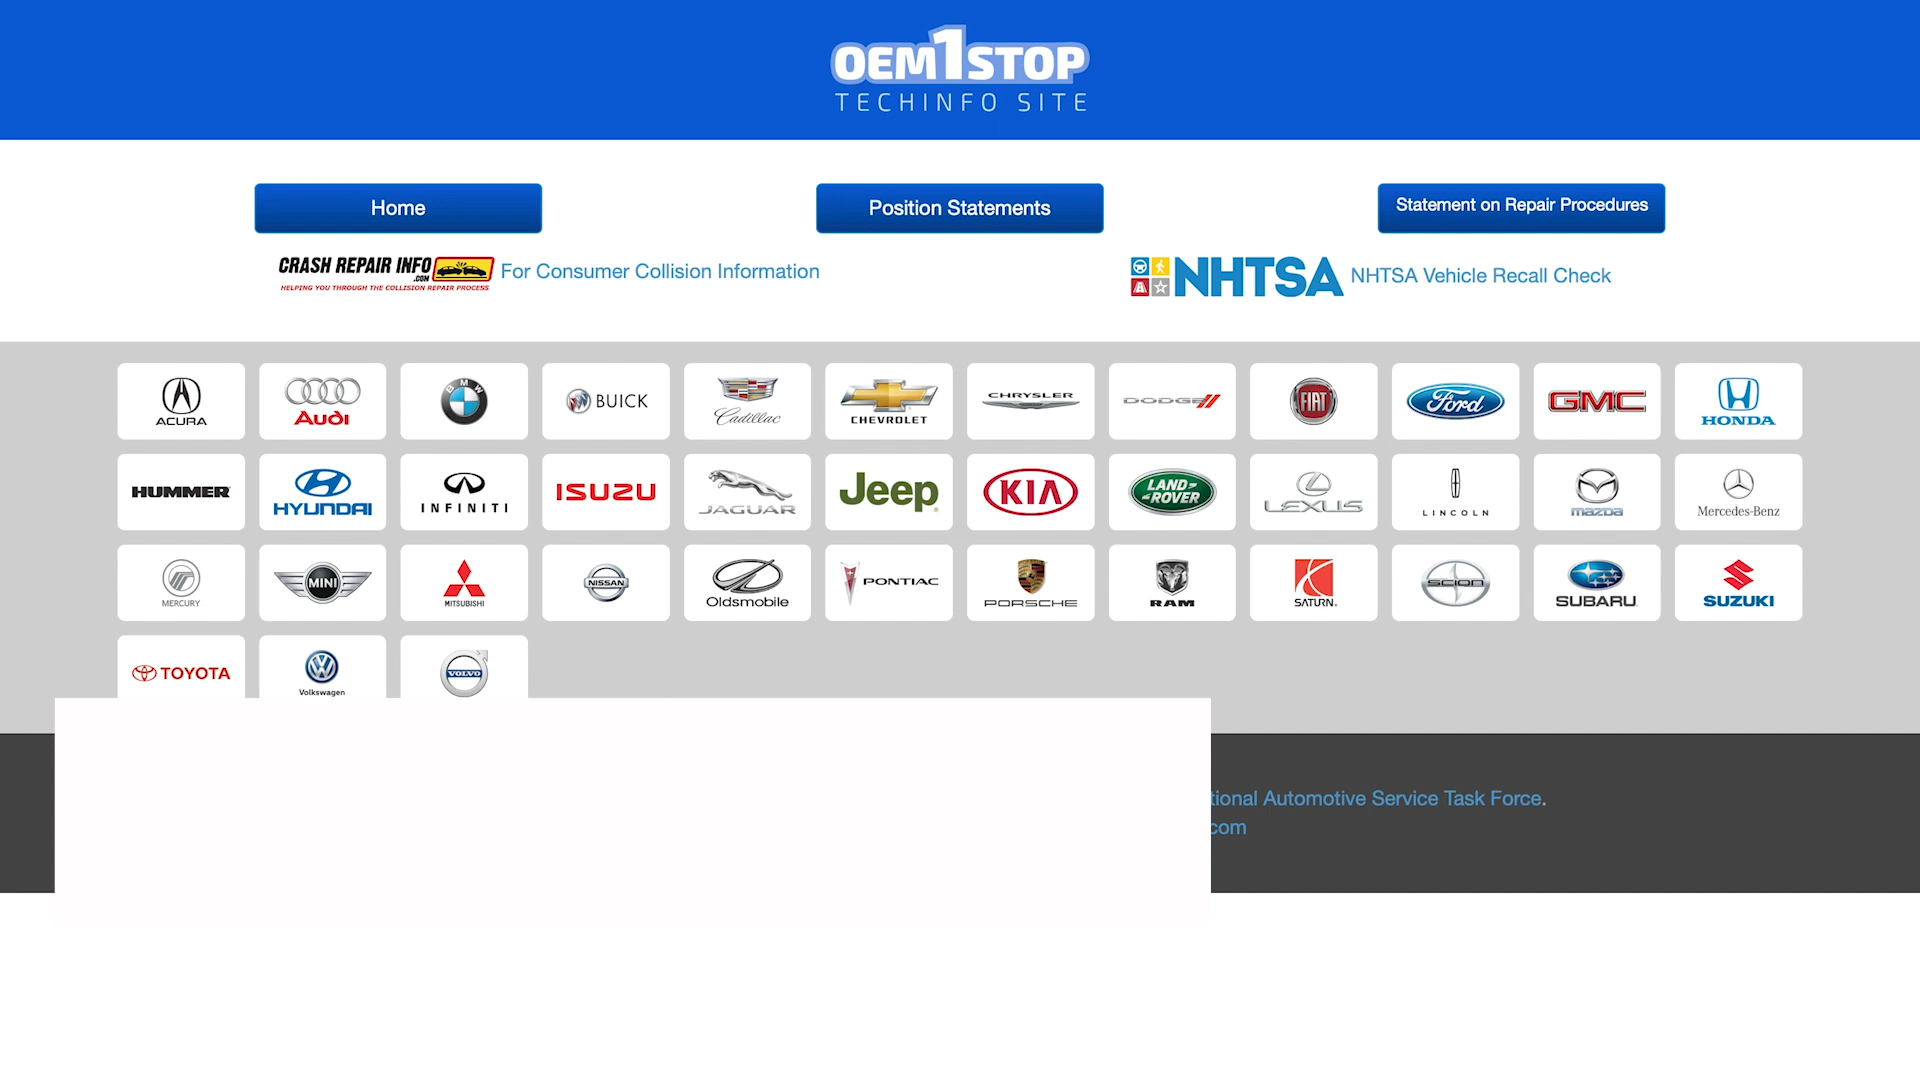 OEM1STOP
TECHINFO SITE
Home
Position Statements
Statement on Repair Procedures
CRASH REPAIR INFO
.COM
HELPING YOU THROUGH THE COLLISION REPAIR PROCESS
For Consumer Collision Information
NHTSA
NHTSA Vehicle Recall Check
ACURA
Audi
BMW
BUICK
Cadillac
CHEVROLET
CHRYSLER
DODGE
FIAT
Ford
GMC
HONDA
HUMMER
HYUNDAI
INFINITI
ISUZU
JAGUAR
Jeep
KIA
LAND ROVER
LEXUS
LINCOLN
mazda
Mercedes-Benz
MERCURY
MINI
MITSUBISHI
NISSAN
Oldsmobile
PONTIAC
PORSCHE
RAM
SATURN
SCION
SUBARU
SUZUKI
TOYOTA
Volkswagen
VOLVO
tional Automotive Service Task Force.
com